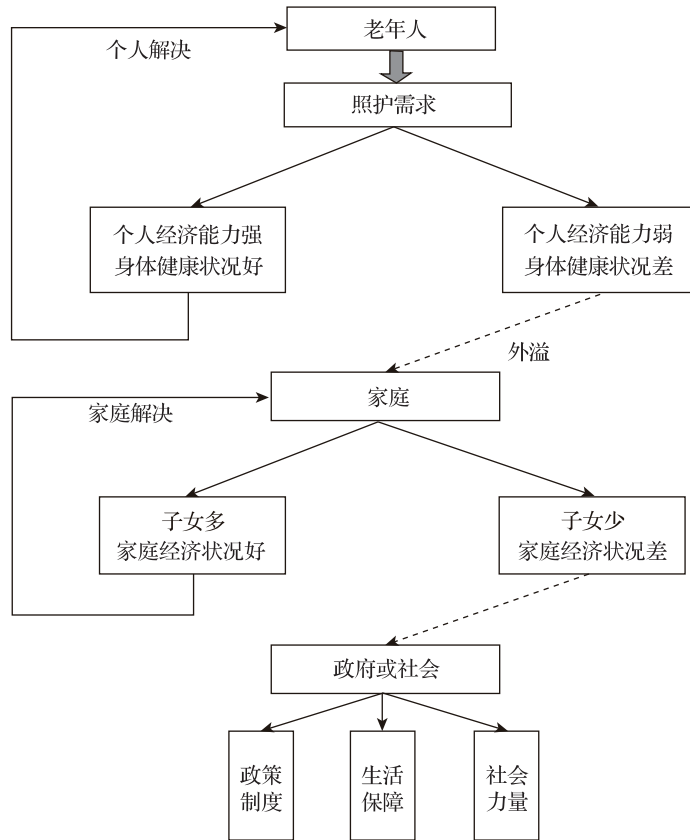 老年人
个人解决
照护需求
个人经济能力强
身体健康状况好
个人经济能力弱
身体健康状况差
外溢
家庭
家庭解决
子女多
家庭经济状况好
子女少
家庭经济状况差
政府或社会
政策
制度
生活
保障
社会
力量